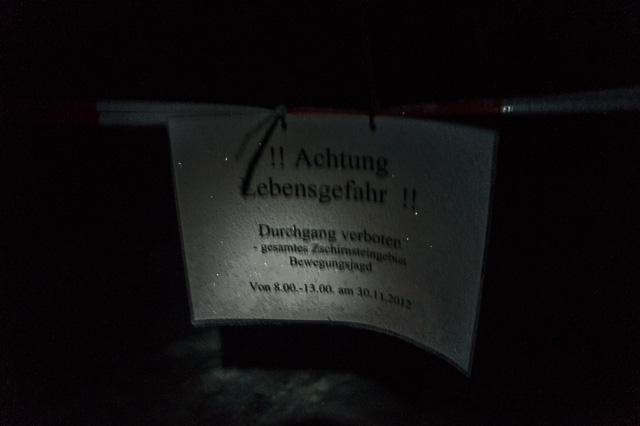 !! Achtung
Lebensgefahr !!
Durchgang verboten
- gesamtes Zschirnsteingebiet
Bewegungsjagd
Von 8.00.-13.00. am 30.11.2012